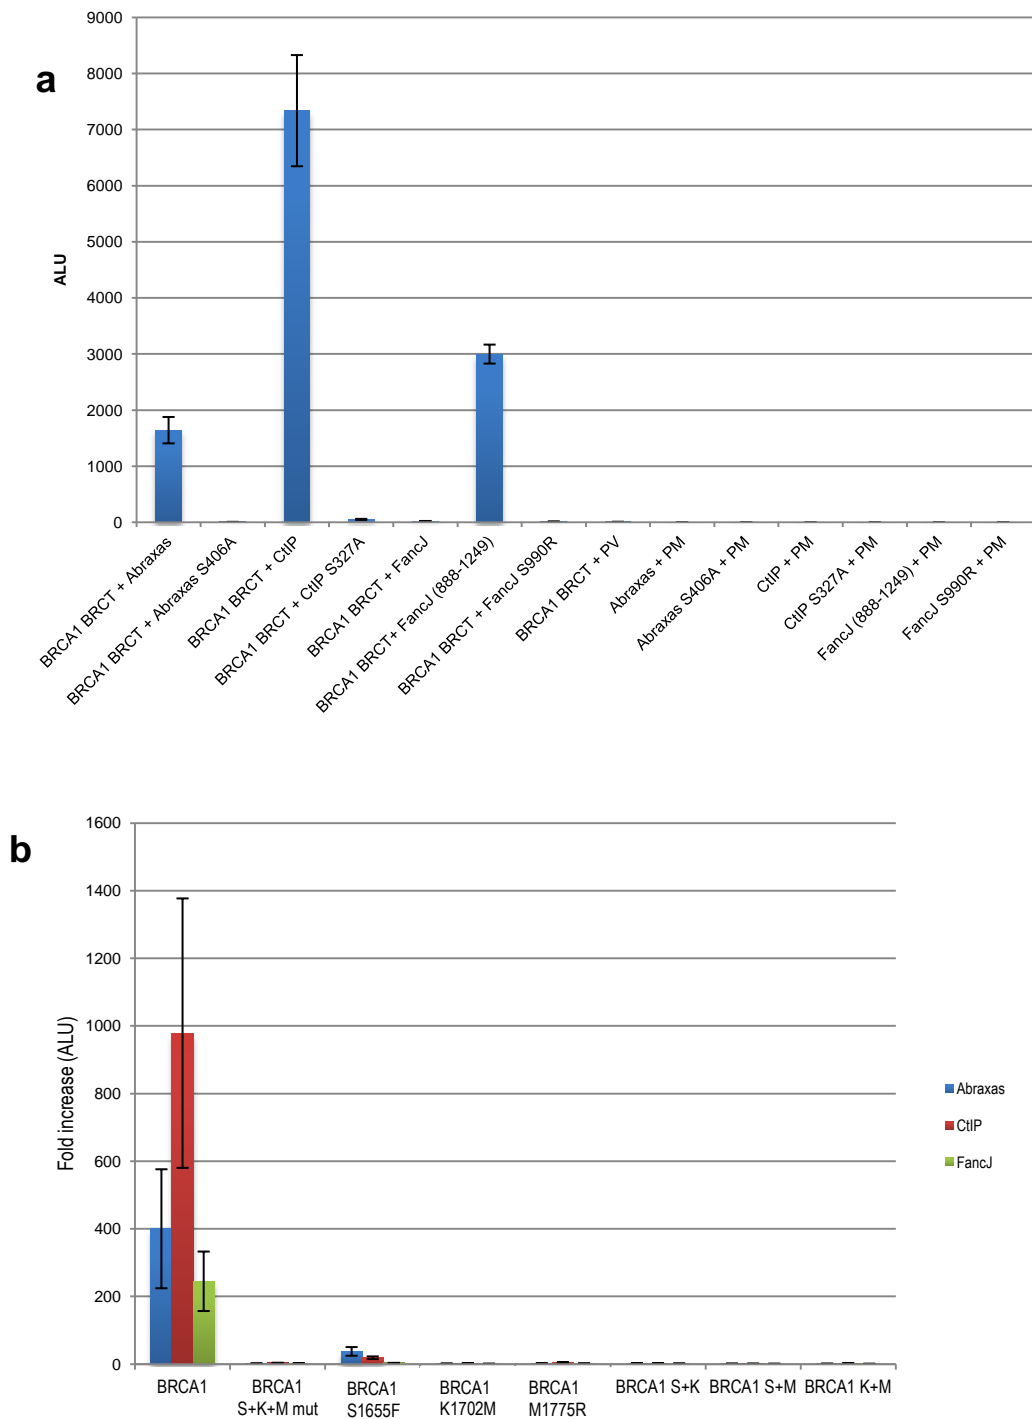 a
9000
8000
7000
6000
5000
4000
3000
2000
1000
0
ALU
BRCA1 BRCT + Abraxas
BRCA1 BRCT + Abraxas S406A
BRCA1 BRCT + CtIP
BRCA1 BRCT + CtIP S327A
BRCA1 BRCT + FancJ
BRCA1 BRCT+ FancJ (888-1249)
BRCA1 BRCT + FancJ S990R
BRCA1 BRCT + PV
Abraxas + PM
Abraxas S406A + PM
CtIP + PM
CtIP S327A + PM
FancJ (888-1249) + PM
FancJ S990R + PM
b
1600
1400
1200
1000
800
600
400
200
0
Fold increase (ALU)
BRCA1
BRCA1
S+K+M mut
BRCA1
S1655F
BRCA1
K1702M
BRCA1
M1775R
BRCA1 S+K
BRCA1 S+M
BRCA1 K+M
Abraxas
CtIP
FancJ